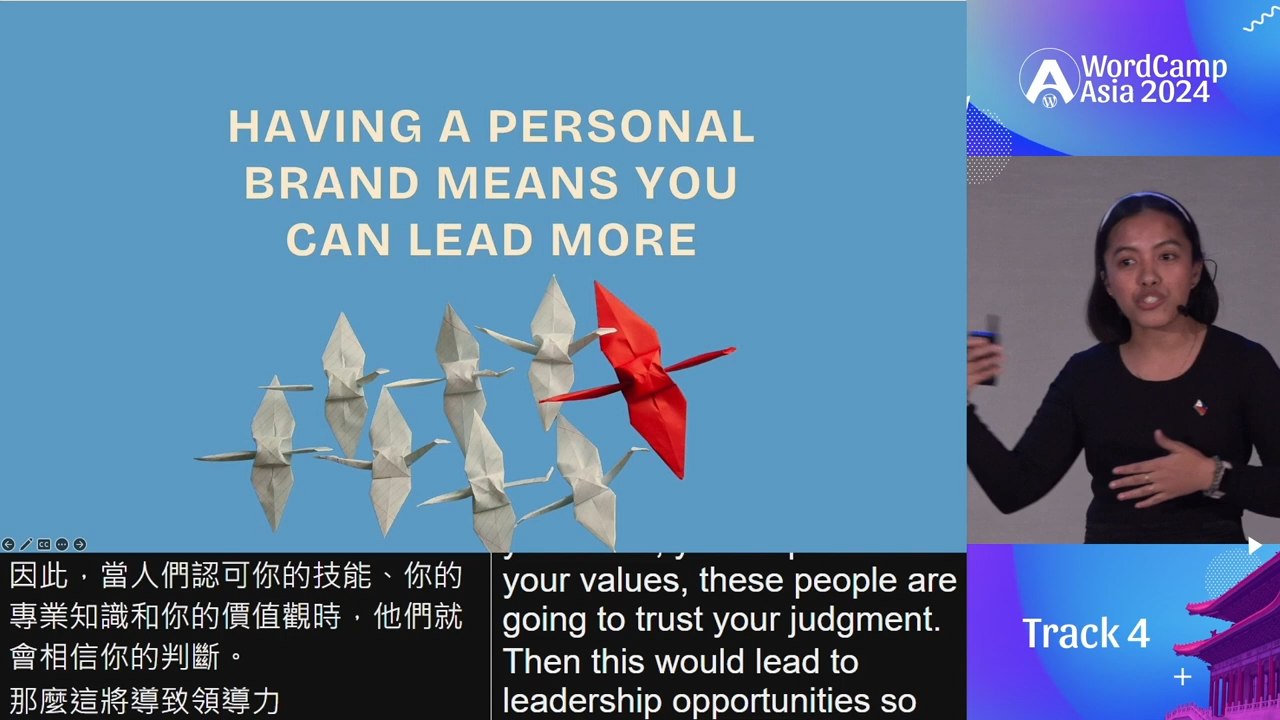 HAVING A PERSONAL
BRAND MEANS YOU
CAN LEAD MORE
WordCamp
Asia 2024
因此，當人們認可你的技能、你的
專業知識和你的價值觀時，他們就
會相信你的判斷。
那麼這將導致領導力
your values, these people are
going to trust your judgment.
Then this would lead to
leadership opportunities so
Track 4